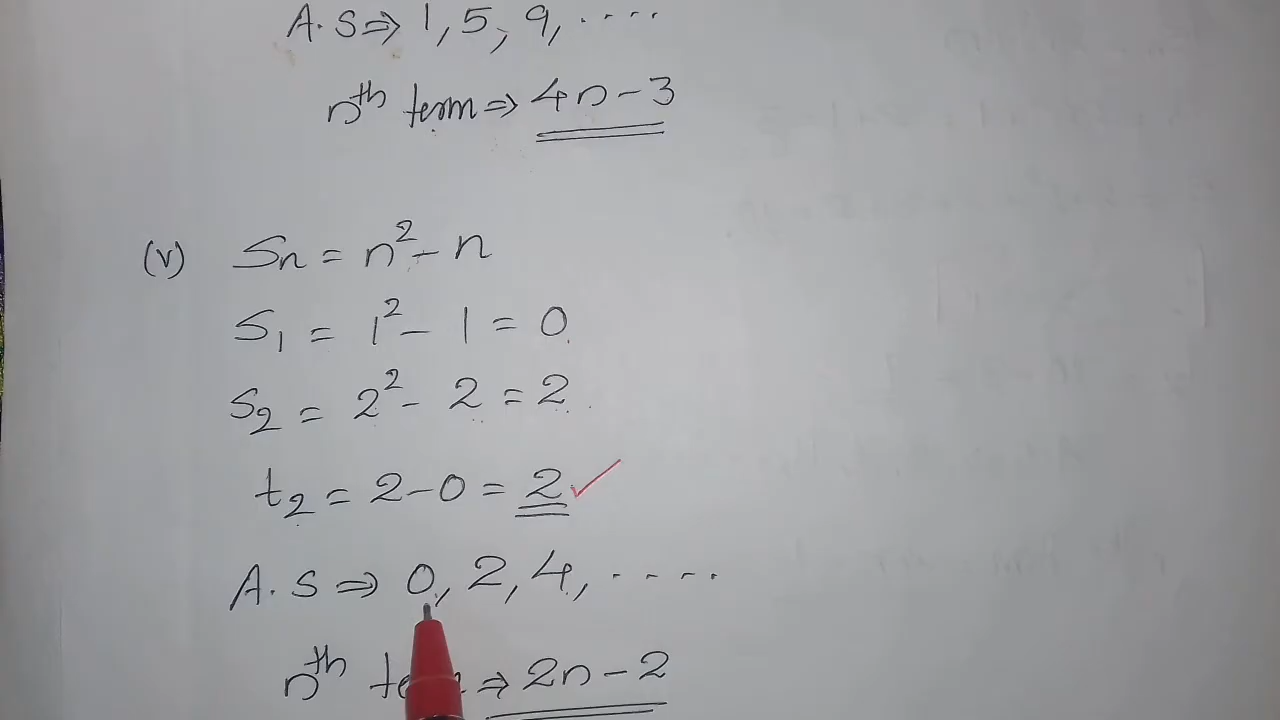 A.S ⇒ 1, 5, 9, ....
nth term ⇒ 4n - 3
(v) Sn = n² - n
S₁ = 1² - 1 = 0
S₂ = 2² - 2 = 2
t₂ = 2 - 0 = 2 ✓
A.S ⇒ 0, 2, 4, - - - -
nth ⇒ 2n - 2